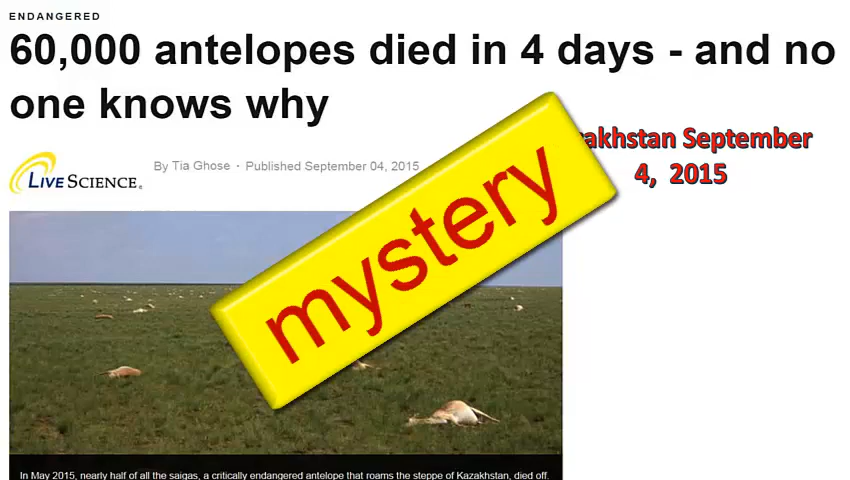 ENDANGERED
60,000 antelopes died in 4 days - and no
one knows why
LIVESCIENCE.
By Tia Ghose · Published September 04, 2015
akhstan September
4, 2015
mystery
In May 2015, nearly half of all the saigas, a critically endangered antelope that roams the steppe of Kazakhstan, died off.